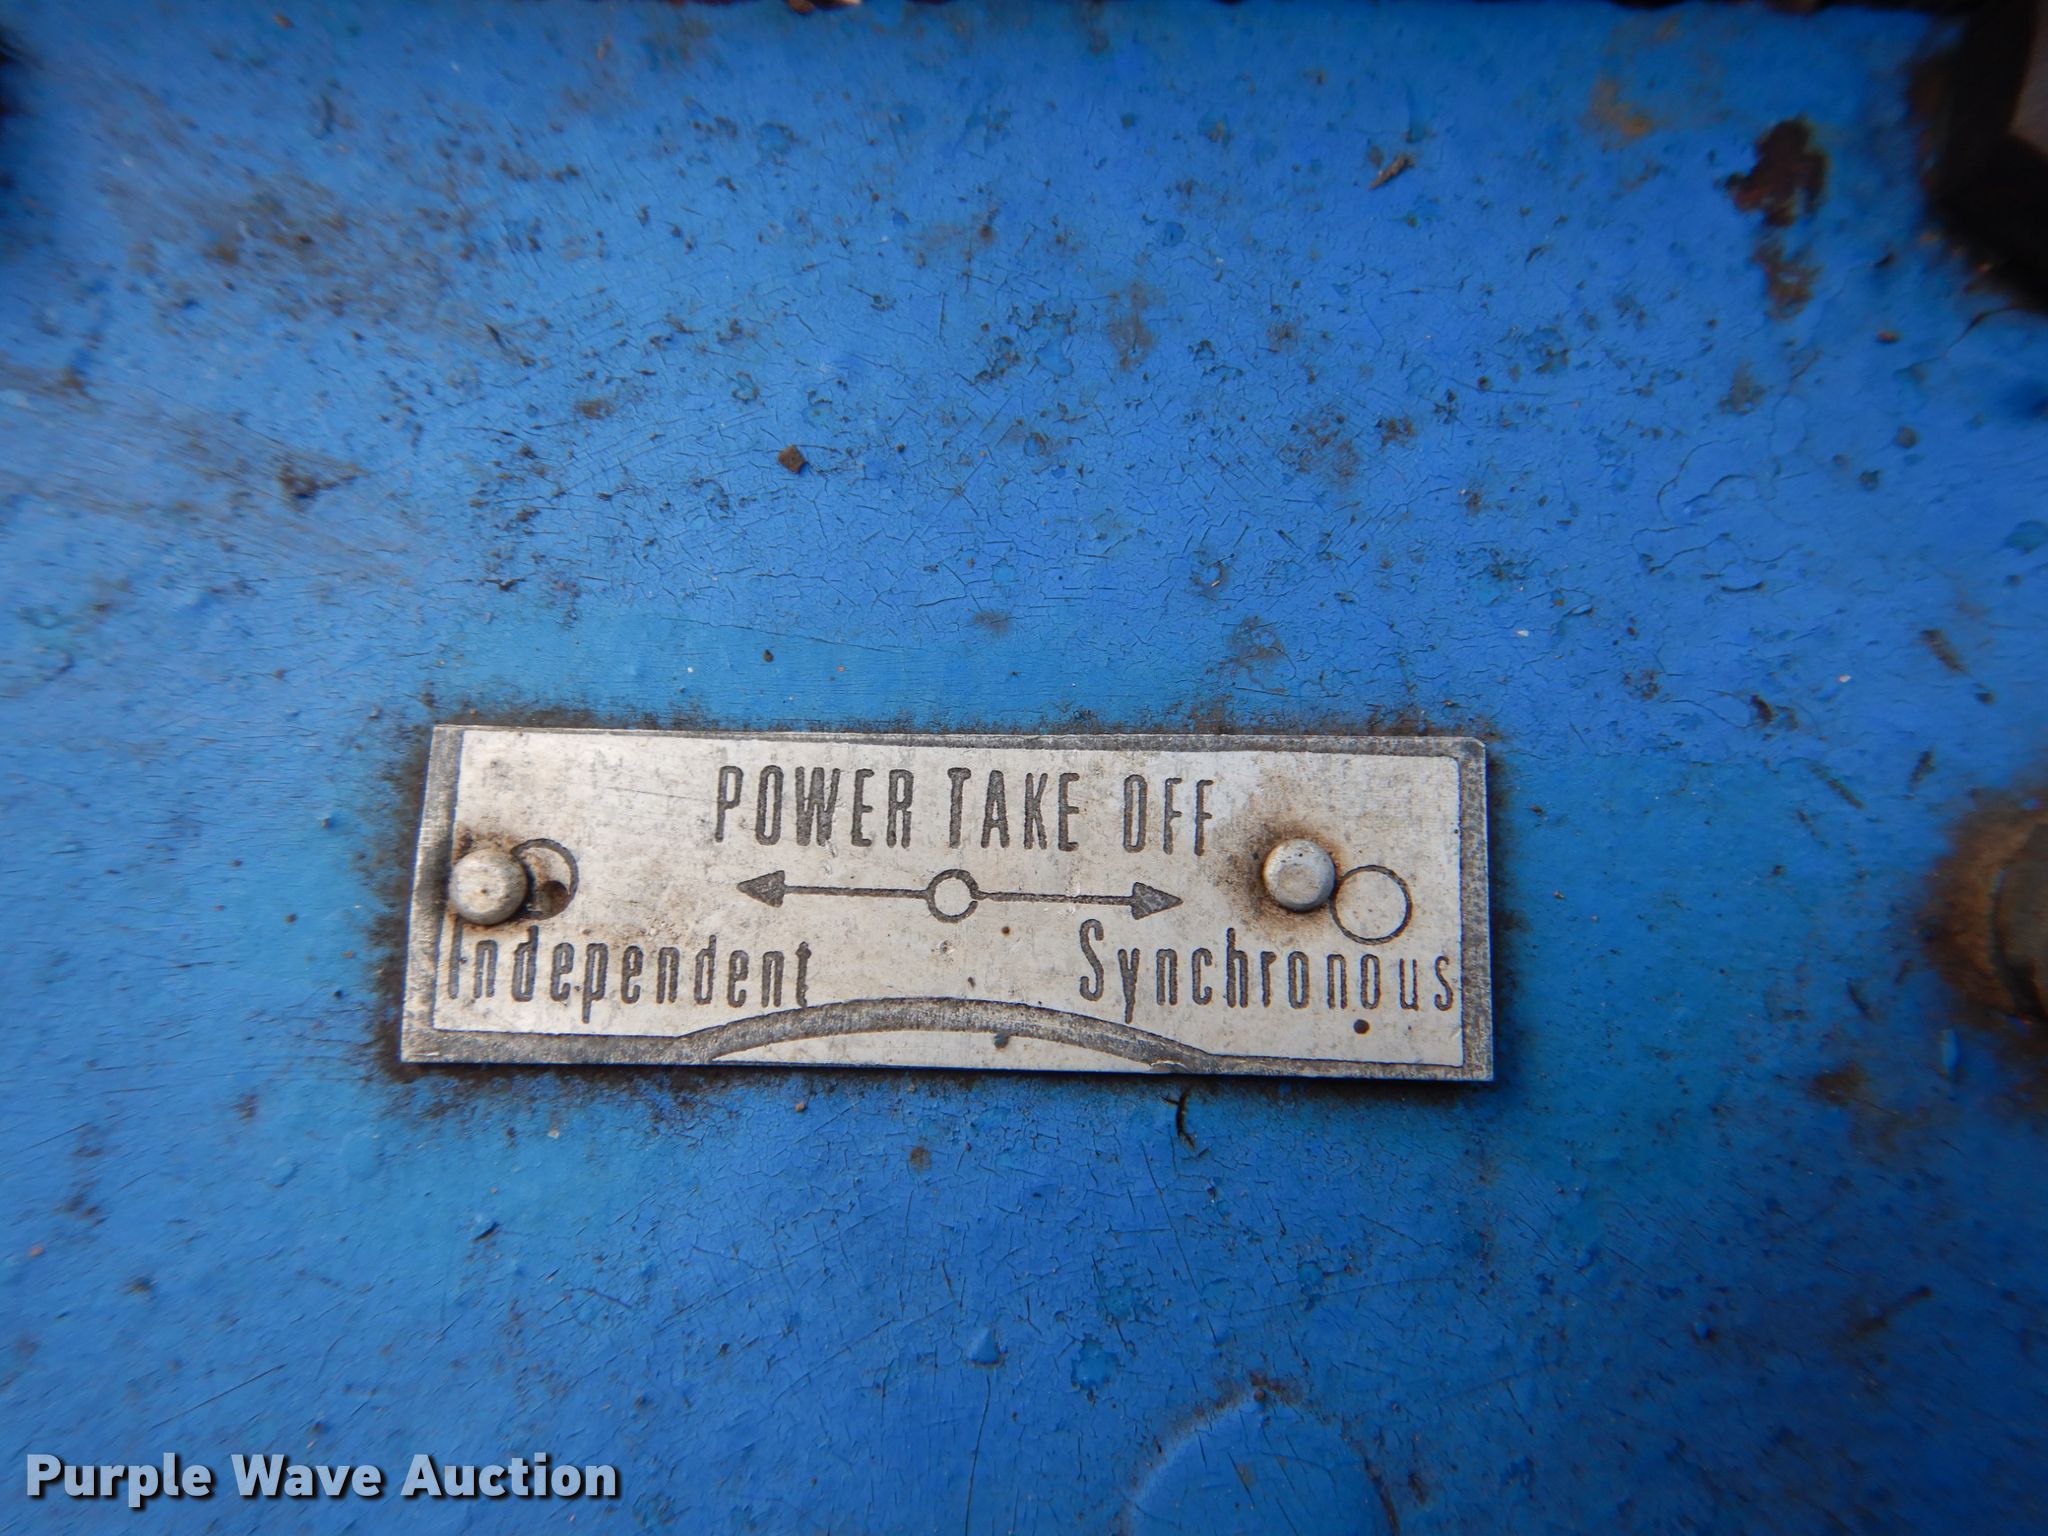 POWER TAKE OFF
Independent Synchronous
Purple Wave Auction